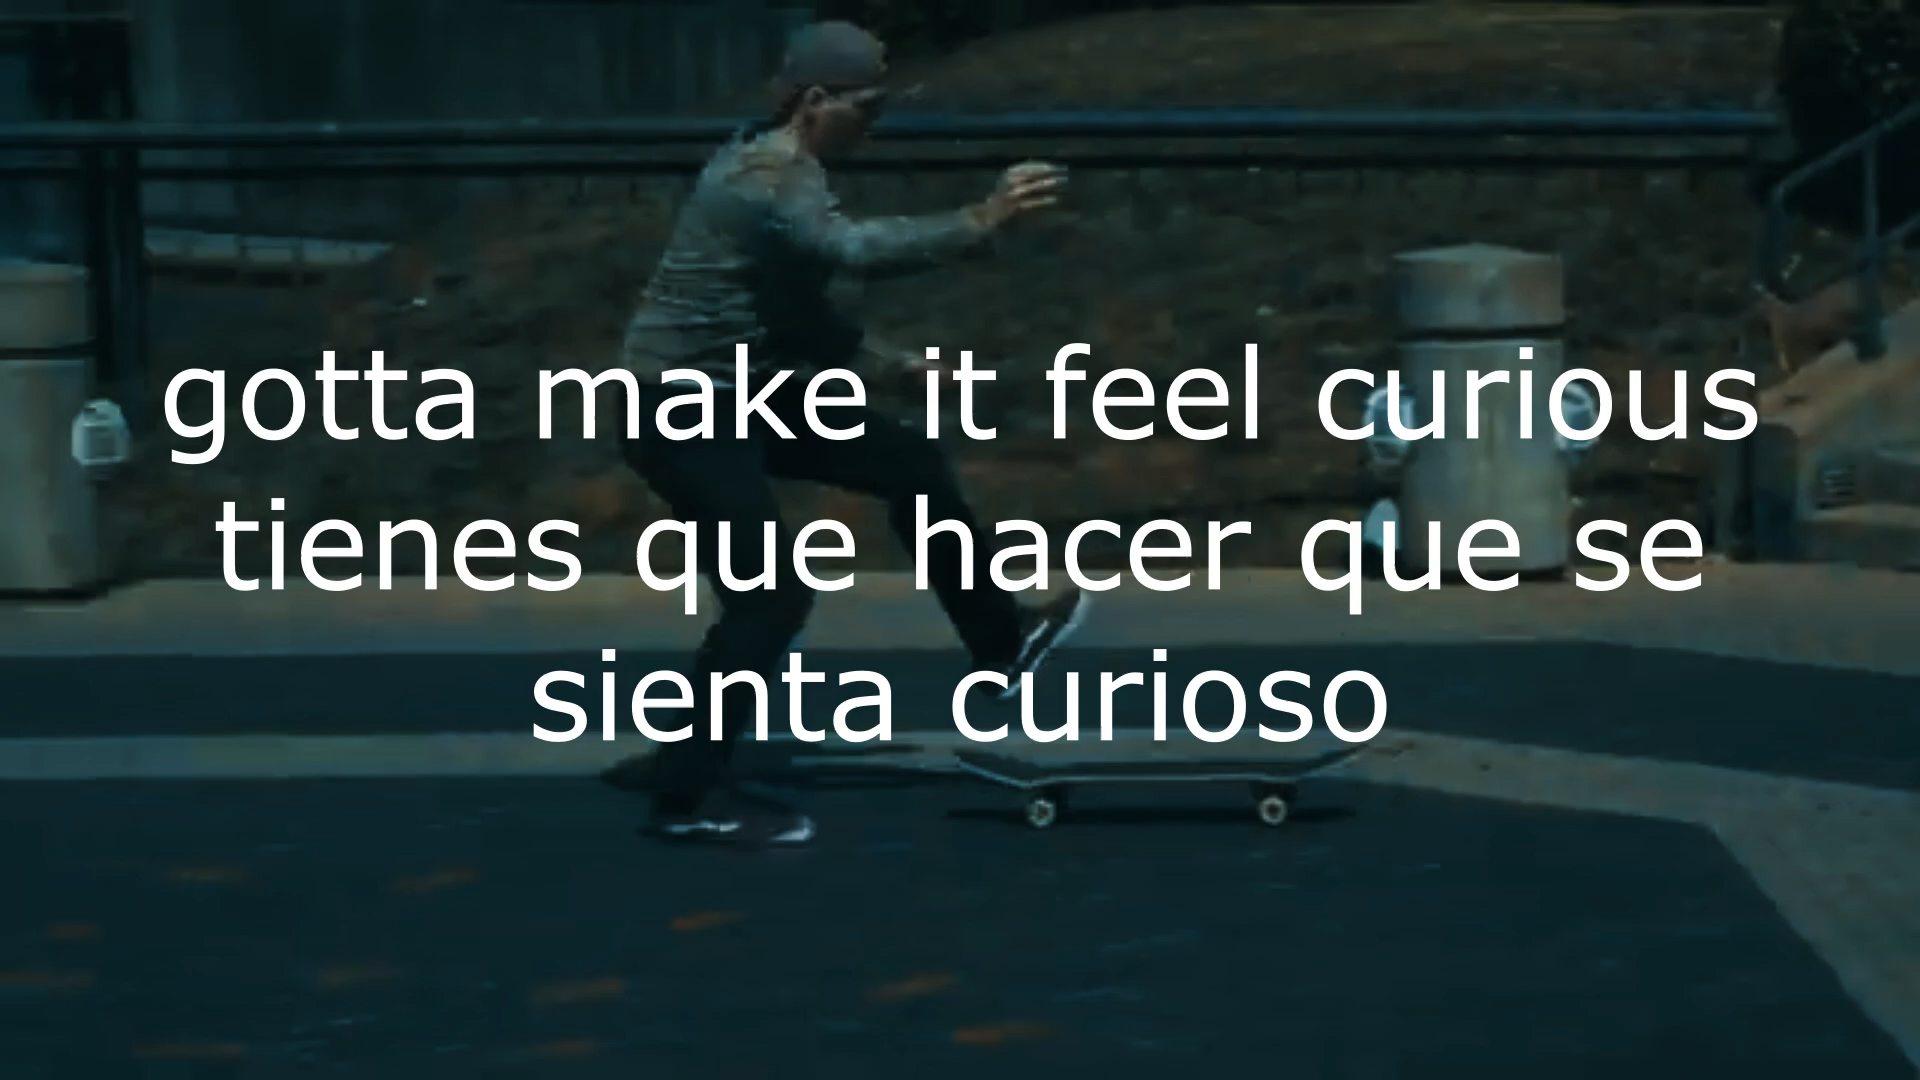 gotta make it feel curious
tienes que hacer que se
sienta curioso